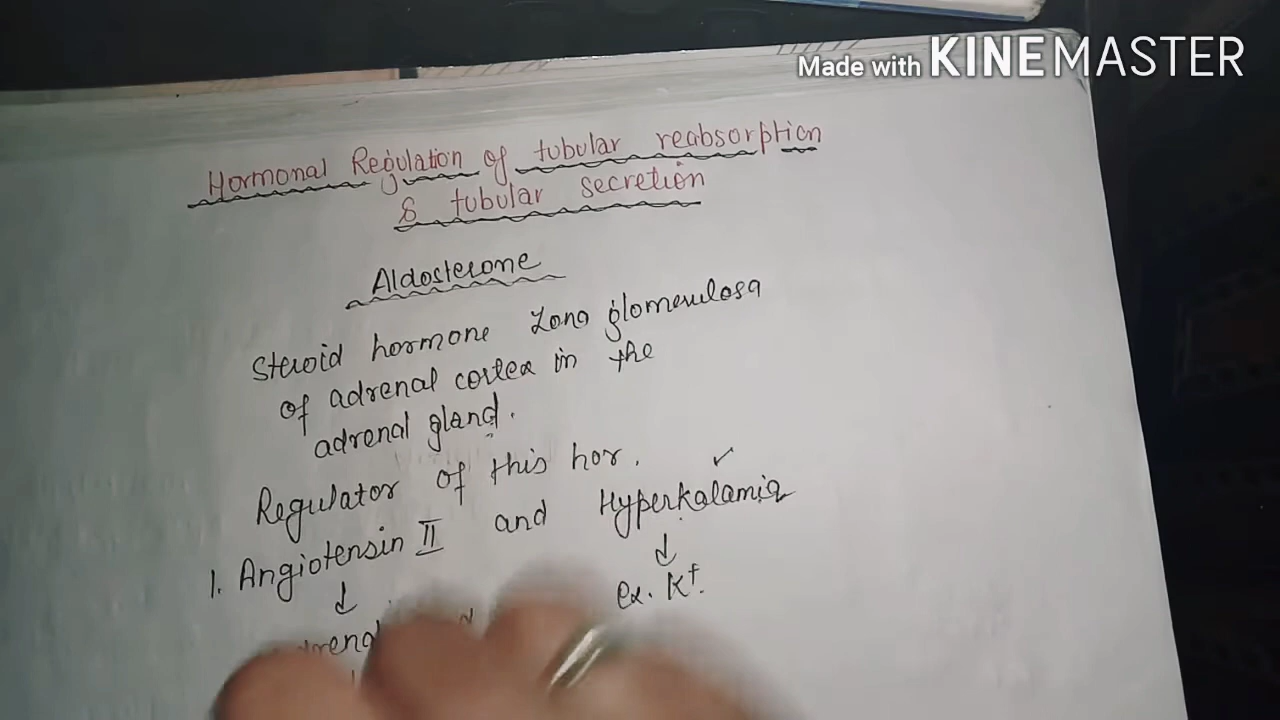 Made with KINEMASTER
Hormonal Regulation of tubular reabsorption
& tubular secretion
Aldosterone
Steroid hormone Zona glomerulosa
of adrenal cortex in the
adrenal gland.
Regulator of this hor.
1. Angiotensin II and Hyperkalamia
ex. K+.